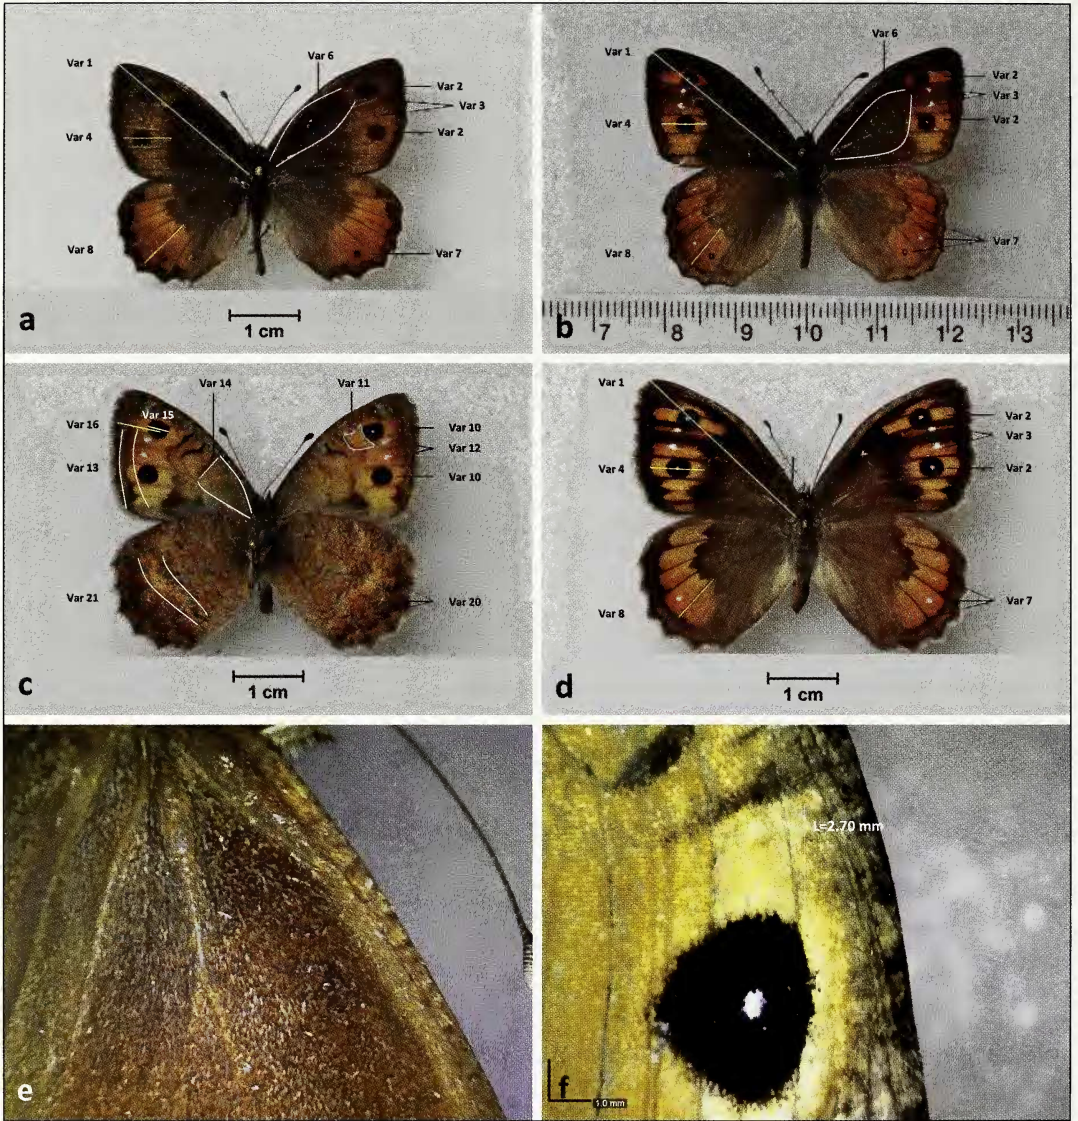 Var 1
Var 6
Var 2
Var 3
Var 4
Var 2
Var 8
Var 7
a
1 cm
Var 1
Var 6
Var 2
Var 3
Var 4
Var 2
Var 8
Var 7
b
7 8 9 10 11 12 13
Var 14
Var 11
Var 16
Var 15
Var 10
Var 12
Var 13
Var 10
Var 21
Var 20
c
1 cm
Var 1
Var 2
Var 3
Var 4
Var 2
Var 8
Var 7
d
1 cm
e
L=2.70 mm
f
1.0 mm